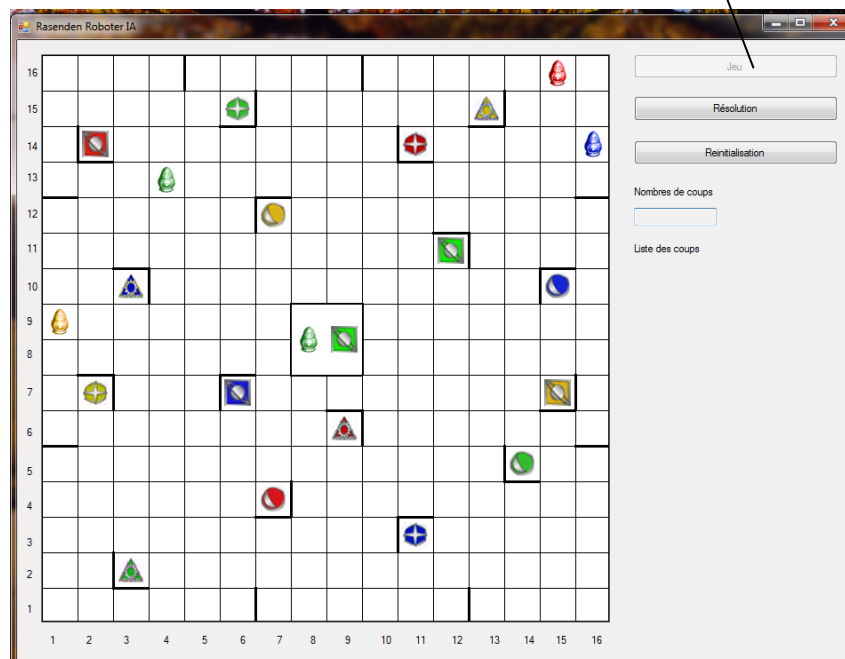 Rasenden Roboter IA
16
15
14
13
12
11
10
9
8
7
6
5
4
3
2
1
1 2 3 4 5 6 7 8 9 10 11 12 13 14 15 16
Jeu
Résolution
Reinitialisation
Nombres de coups
Liste des coups